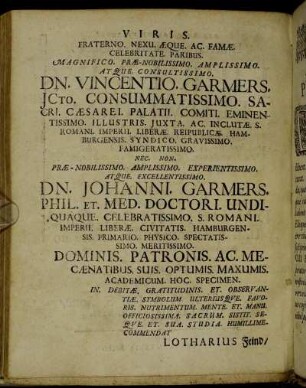 VIRIS.
FRATERNO. NEXU. ÆQUE. AC. FAMÆ.
CELEBRITATE. PARIBUS.
MAGNIFICO. PRÆ-NOBILISSIMO. AMPLISSIMO.
ATQUE. CONSULTISSIMO.
DN. VINCENTIO. GARMERS.
JCTO. CONSUMMATISSIMO. SA-
CRI. CÆSAREI. PALATII. COMITI. EMINEN-
TISSIMO. ILLUSTRIS. JUXTA. AC. INCLUTÆ. S.
ROMANI. IMPERII. LIBERÆ. REIPUBLICÆ. HAM-
BURGENSIS. SYNDICO. GRAVISSIMO.
FAMIGERATISSIMO.
NEC. NON.
PRÆ-NOBILISSIMO. AMPLISSIMO. EXPERIENTISSIMO.
ATQUE. EXCELLENTISSIMO.
DN. JOHANNI. GARMERS.
PHIL. ET. MED. DOCTORI. UNDI-
QUAQUE. CELEBRATISSIMO. S. ROMANI.
IMPERII. LIBERÆ. CIVITATIS. HAMBURGEN-
SIS. PRIMARIO. PHYSICO. SPECTATIS-
SIMO. MERITISSIMO.
DOMINIS. PATRONIS. AC. ME-
CÆNATIBUS. SUIS. OPTUMIS. MAXUMIS.
ACADEMICUM. HOC. SPECIMEN.
IN. DEBITÆ. GRATITUDINIS. ET. OBSERVAN-
TIÆ. SYMBOLUM ULTERIUSQVE. FAVO-
RIS. NUTRIMENTUM. MENTE. ET. MANU.
OFFICIOSISSIMA. SACRUM. SISTIT. SE-
QVE. ET. SUA. STUDIA. HUMILLIME-
COMMENDAT
LOTHARIUS Feind/